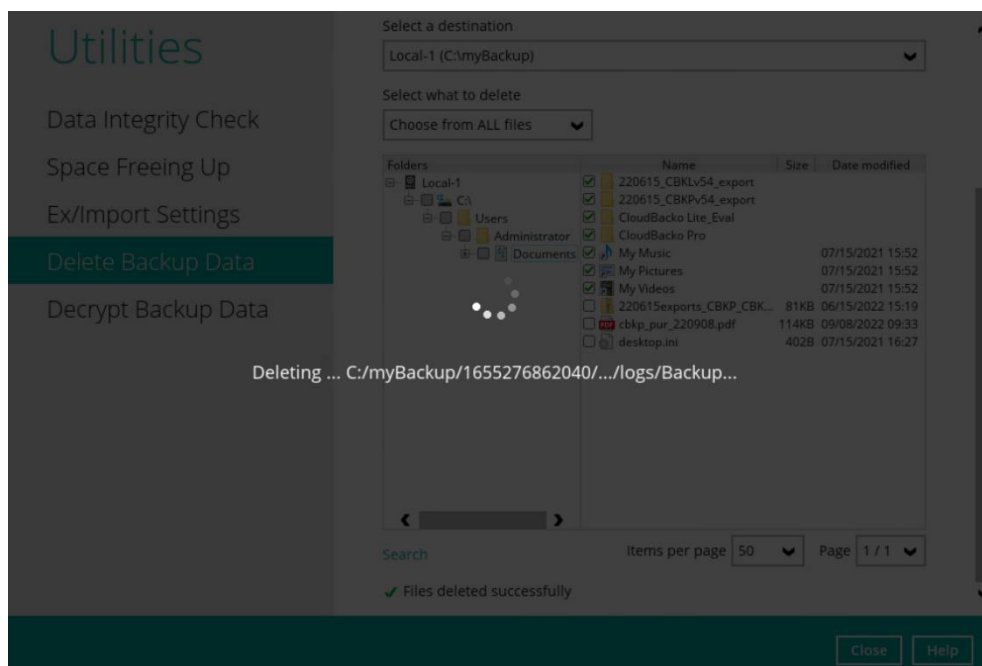 Utilities
Data Integrity Check
Space Freeing Up
Ex/Import Settings
Delete Backup Data
Decrypt Backup Data
Select a destination
Local-1 (C:\myBackup)
Select what to delete
Choose from ALL files
Folders
Local-1
C:\
Users
Administrator
Documents
Name Size Date modified
220615_CBKLv54_export
220615_CBKPv54_export
CloudBacko Lite_Eval
CloudBacko Pro
My Music 07/15/2021 15:52
My Pictures 07/15/2021 15:52
My Videos 07/15/2021 15:52
220615exports_CBKP_CBK... 81KB 06/15/2022 15:19
cbkp_pur_220908.pdf 114KB 09/08/2022 09:33
desktop.ini 402B 07/15/2021 16:27
Deleting ... C:/myBackup/1655276862040/.../logs/Backup...
Search Items per page 50 Page 1 / 1
Files deleted successfully
Close Help